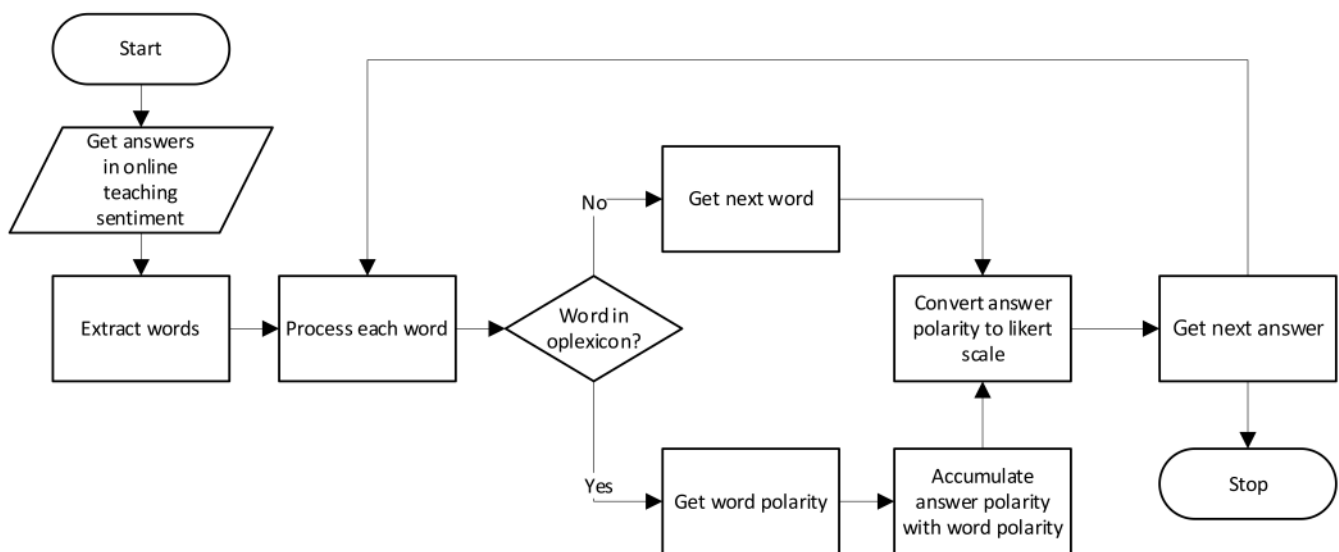 Start
Get answers
in online
teaching
sentiment
Extract words
Process each word
Word in
oplexicon?
No
Get next word
Yes
Get word polarity
Accumulate
answer polarity
with word polarity
Convert answer
polarity to likert
scale
Get next answer
Stop